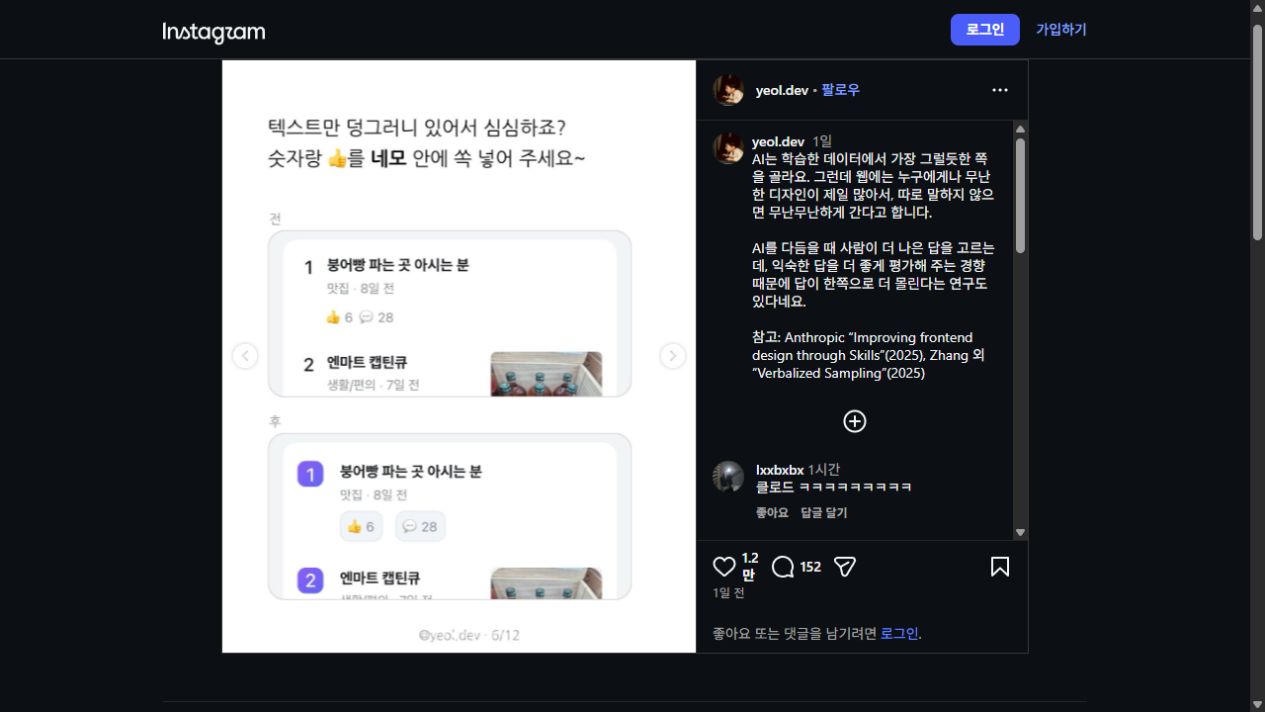 Instagram
로그인
가입하기
텍스트만 덩그러니 있어서 심심하죠?
숫자랑 👍를 네모 안에 쏙 넣어 주세요~
전
1 붕어빵 파는 곳 아시는 분
맛집 · 8일 전
👍 6 💬 28
2 엔마트 캡틴큐
생활/편의 · 7일 전
후
1 붕어빵 파는 곳 아시는 분
맛집 · 8일 전
👍 6 💬 28
2 엔마트 캡틴큐
생활/편의 · 7일 전
@yeol.dev · 6/12
yeol.dev • 팔로우
yeol.dev 1일
AI는 학습한 데이터에서 가장 그럴듯한 쪽
을 골라요. 그런데 웹에는 누구에게나 무난
한 디자인이 제일 많아서, 따로 말하지 않으
면 무난무난하게 간다고 합니다.
AI를 다듬을 때 사람이 더 나은 답을 고르는
데, 익숙한 답을 더 좋게 평가해 주는 경향
때문에 답이 한쪽으로 더 몰린다는 연구도
있다네요.
참고: Anthropic “Improving frontend
design through Skills”(2025), Zhang 외
“Verbalized Sampling”(2025)
lxxbxbx 1시간
클로드 ㅋㅋㅋㅋㅋㅋㅋㅋㅋ
좋아요 답글 달기
1.2
만
152
1일 전
좋아요 또는 댓글을 남기려면 로그인.